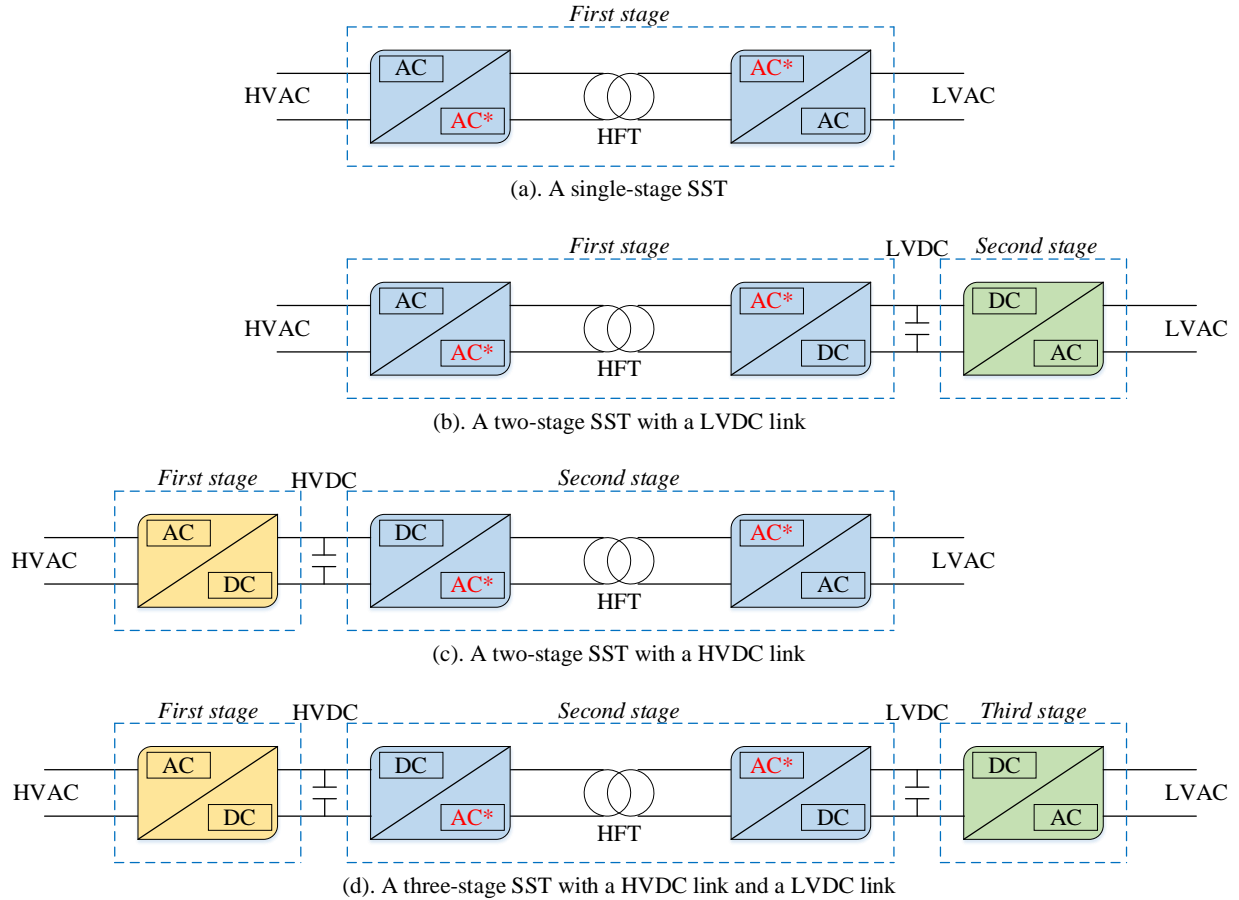 First stage
AC
AC*
HVAC
LVAC
AC*
AC
HFT
(a). A single-stage SST
First stage
LVDC
Second stage
AC
AC*
DC
HVAC
LVAC
AC*
DC
AC
HFT
(b). A two-stage SST with a LVDC link
First stage
HVDC
Second stage
AC
DC
AC*
HVAC
LVAC
DC
AC*
AC
HFT
(c). A two-stage SST with a HVDC link
First stage
HVDC
Second stage
LVDC
Third stage
AC
DC
AC*
DC
HVAC
LVAC
DC
AC*
DC
AC
HFT
(d). A three-stage SST with a HVDC link and a LVDC link